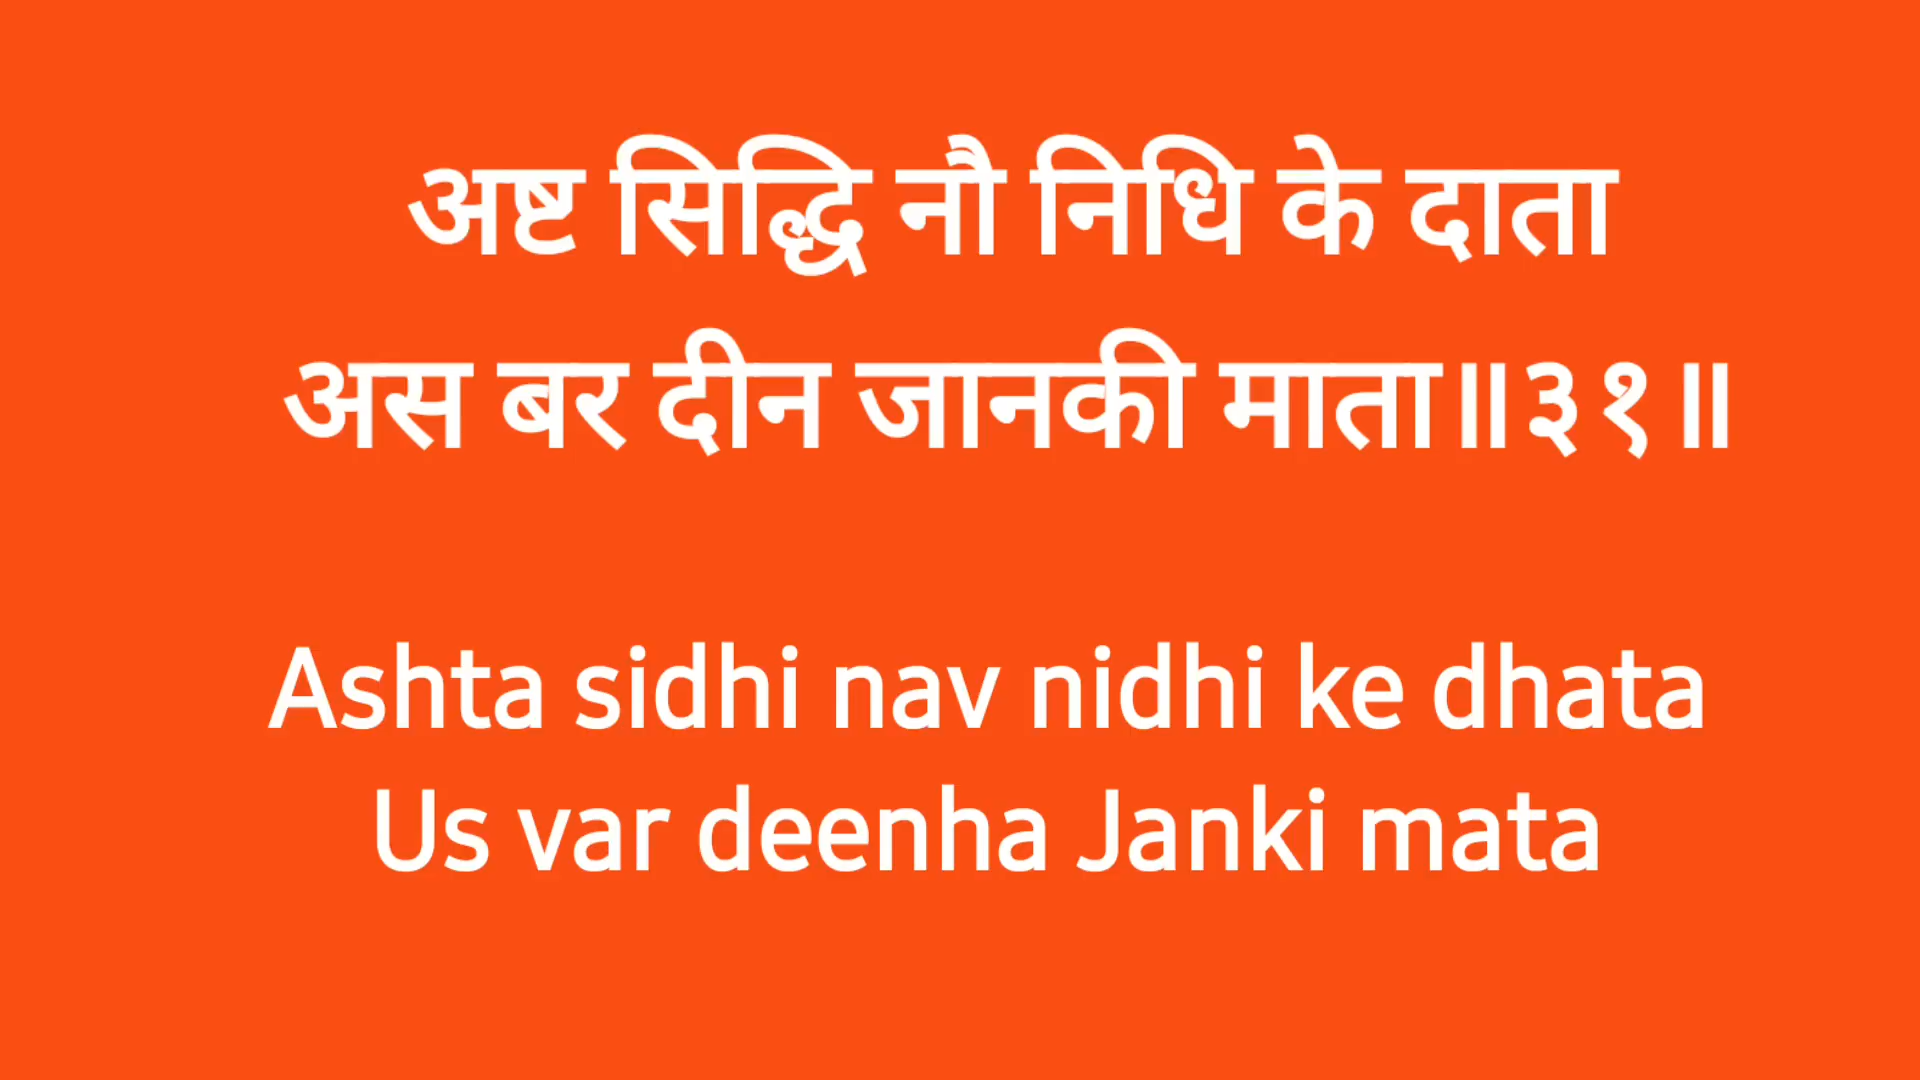 अष्ट सिद्धि नौ निधि के दाता
अस बर दीन जानकी माता॥३१॥
Ashta sidhi nav nidhi ke dhata
Us var deenha Janki mata